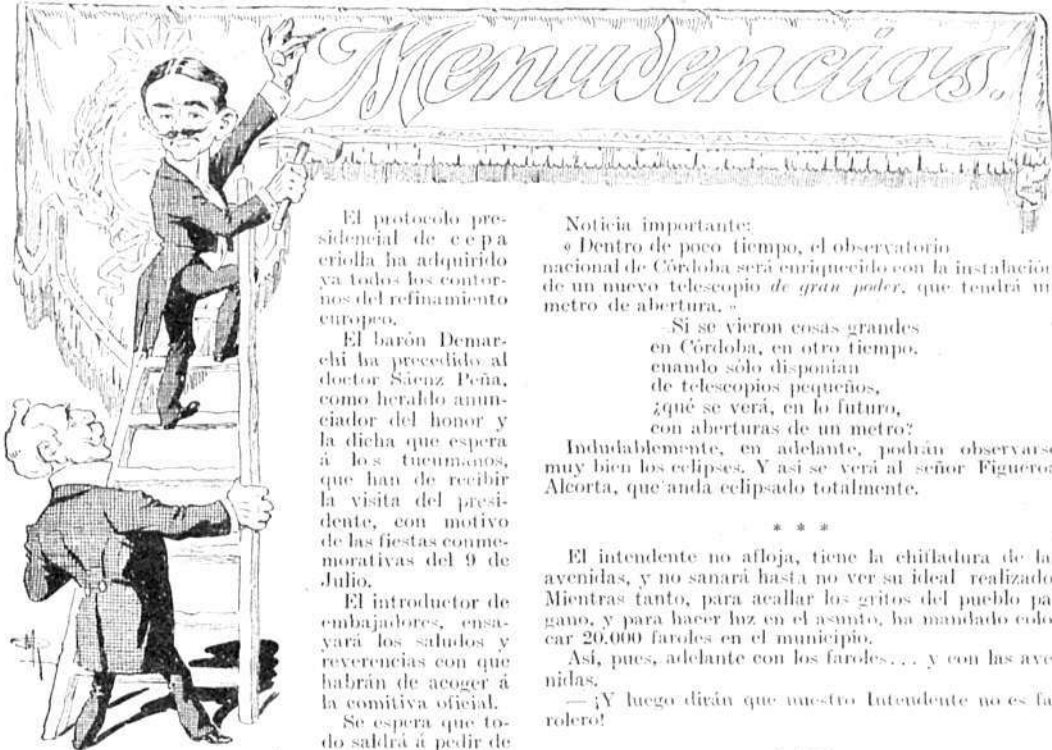 Menudencias.
El protocolo pre-
sidencial de cepa
criolla ha adquirido
ya todos los contor-
nos del refinamiento
europeo.
El barón Demar-
chi ha precedido al
doctor Sáenz Peña,
como heraldo anun-
ciador del honor y
la dicha que espera
á los tucumanos,
que han de recibir
la visita del presi-
dente, con motivo
de las fiestas conme-
morativas del 9 de
Julio.
El introductor de
embajadores, ensa-
yará los saludos y
reverencias con que
habrán de acoger á
la comitiva oficial.
Se espera que to-
do saldrá á pedir de
Noticia importante:
« Dentro de poco tiempo, el observatorio
nacional de Córdoba será enriquecido con la instalación
de un nuevo telescopio de gran poder, que tendrá un
metro de abertura. »
Si se vieron cosas grandes
en Córdoba, en otro tiempo,
cuando sólo disponían
de telescopios pequeños,
¿qué se verá, en lo futuro,
con aberturas de un metro?
Indudablemente, en adelante, podrán observarse
muy bien los eclipses. Y así se verá al señor Figueroa
Alcorta, que anda eclipsado totalmente.
* * *
El intendente no afloja, tiene la chifladura de la
avenidas, y no sanará hasta no ver su ideal realizado
Mientras tanto, para acallar los gritos del pueblo pa
gano, y para hacer luz en el asunto, ha mandado colo
car 20.000 faroles en el municipio.
Así, pues, adelante con los faroles... y con las ave
nidas.
— ¡Y luego dirán que nuestro Intendente no es fa
rolero!